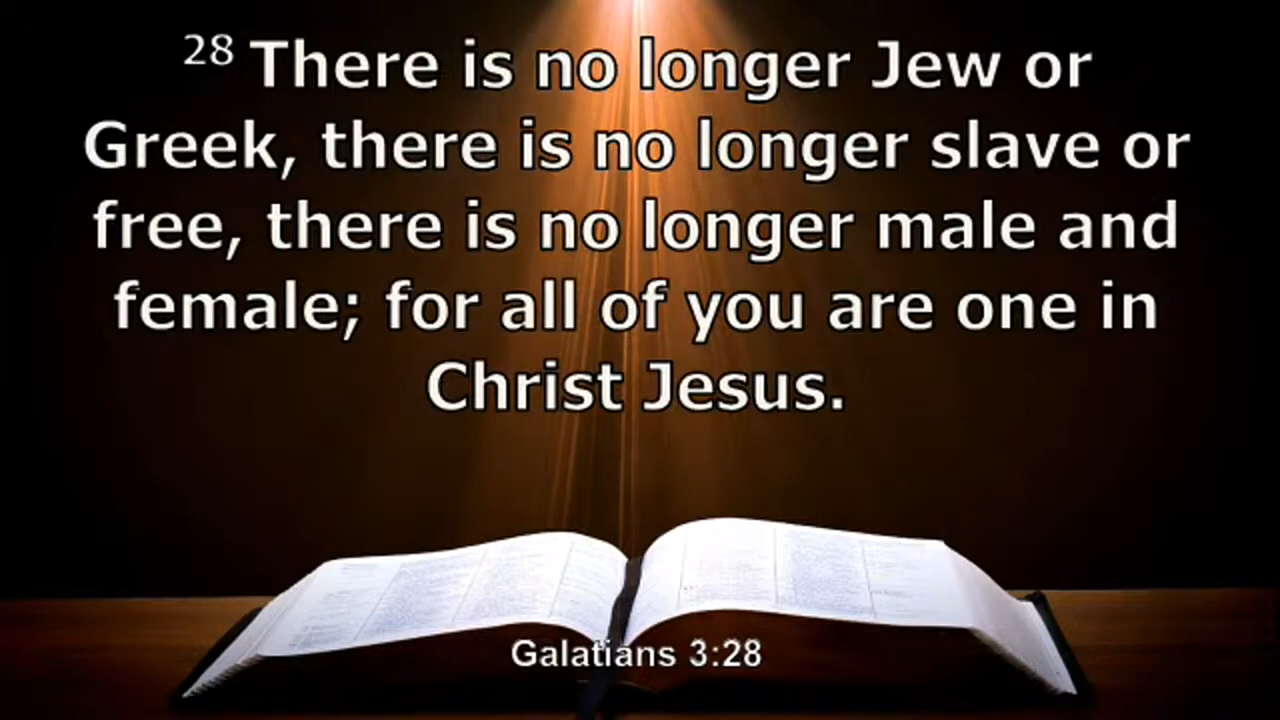 28 There is no longer Jew or
Greek, there is no longer slave or
free, there is no longer male and
female; for all of you are one in
Christ Jesus.
Galatians 3:28